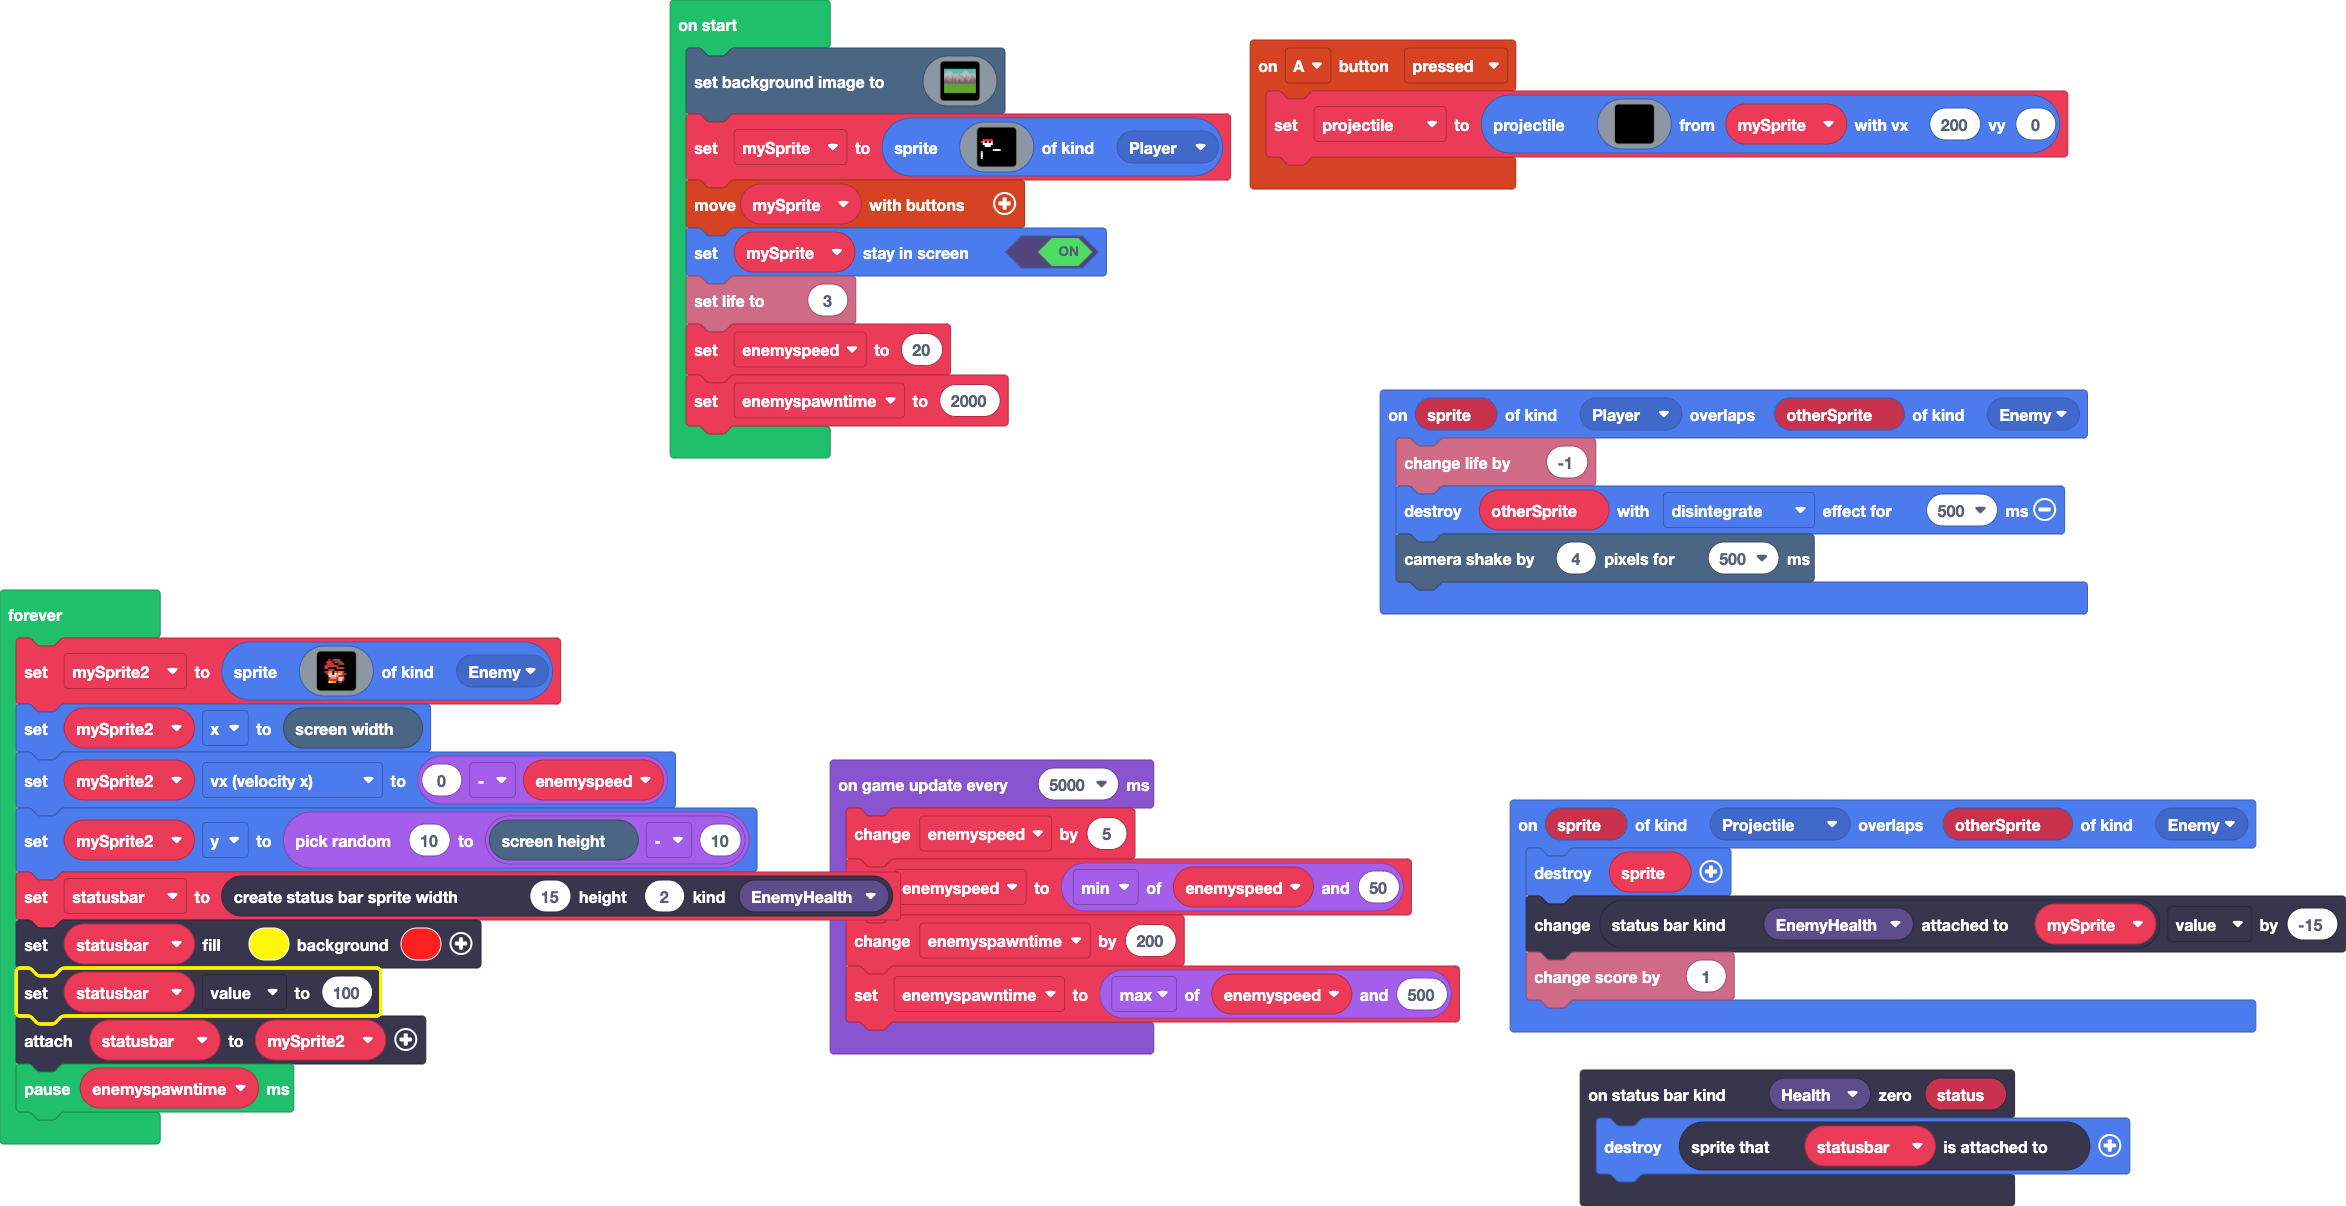 on start
set background image to
set mySprite to sprite of kind Player
move mySprite with buttons
set mySprite stay in screen ON
set life to 3
set enemyspeed to 20
set enemyspawntime to 2000
on A button pressed
set projectile to projectile from mySprite with vx 200 vy 0
on sprite of kind Player overlaps otherSprite of kind Enemy
change life by -1
destroy otherSprite with disintegrate effect for 500 ms
camera shake by 4 pixels for 500 ms
forever
set mySprite2 to sprite of kind Enemy
set mySprite2 x to screen width
set mySprite2 vx (velocity x) to 0 - enemyspeed
set mySprite2 y to pick random 10 to screen height - 10
set statusbar to create status bar sprite width 15 height 2 kind EnemyHealth
set statusbar fill background
set statusbar value to 100
attach statusbar to mySprite2
pause enemyspawntime ms
on game update every 5000 ms
change enemyspeed by 5
enemyspeed to min of enemyspeed and 50
change enemyspawntime by 200
set enemyspawntime to max of enemyspeed and 500
on sprite of kind Projectile overlaps otherSprite of kind Enemy
destroy sprite
change status bar kind EnemyHealth attached to mySprite value by -15
change score by 1
on status bar kind Health zero status
destroy sprite that statusbar is attached to